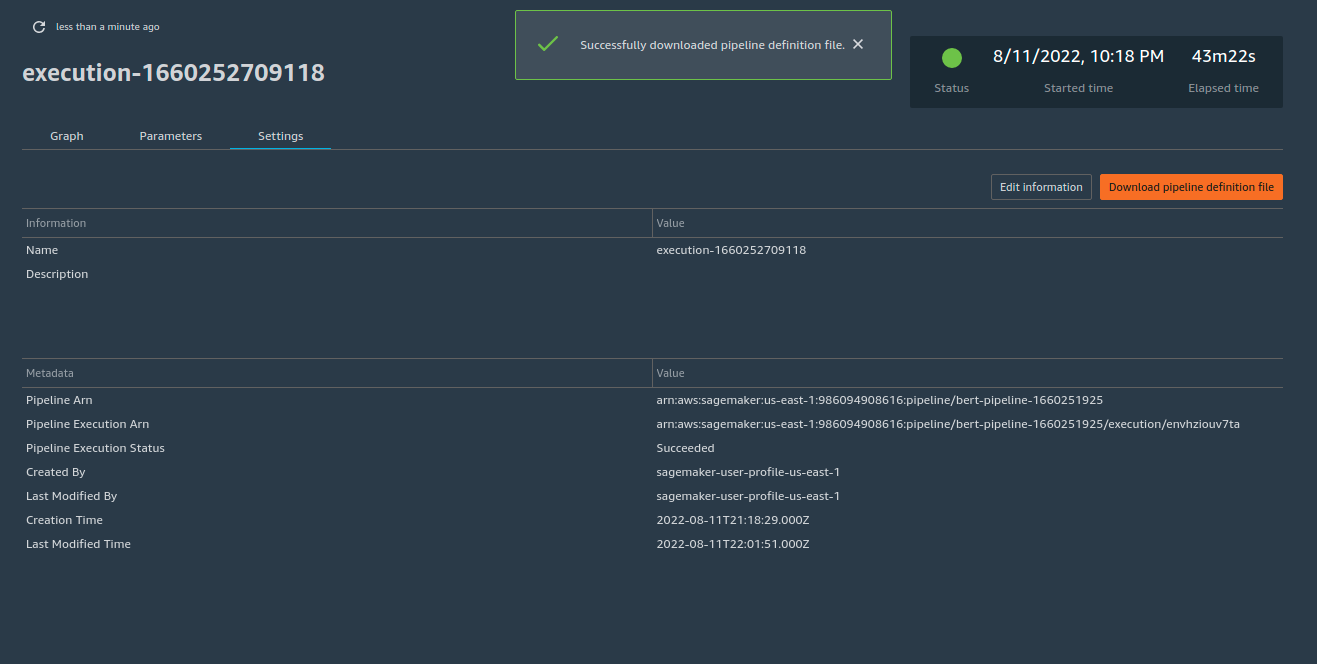 less than a minute ago
Successfully downloaded pipeline definition file.
execution-1660252709118
8/11/2022, 10:18 PM 43m22s
Status Started time Elapsed time
Graph Parameters Settings
Edit information Download pipeline definition file
Information Value
Name execution-1660252709118
Description
Metadata Value
Pipeline Arn arn:aws:sagemaker:us-east-1:986094908616:pipeline/bert-pipeline-1660251925
Pipeline Execution Arn arn:aws:sagemaker:us-east-1:986094908616:pipeline/bert-pipeline-1660251925/execution/envhziouv7ta
Pipeline Execution Status Succeeded
Created By sagemaker-user-profile-us-east-1
Last Modified By sagemaker-user-profile-us-east-1
Creation Time 2022-08-11T21:18:29.000Z
Last Modified Time 2022-08-11T22:01:51.000Z